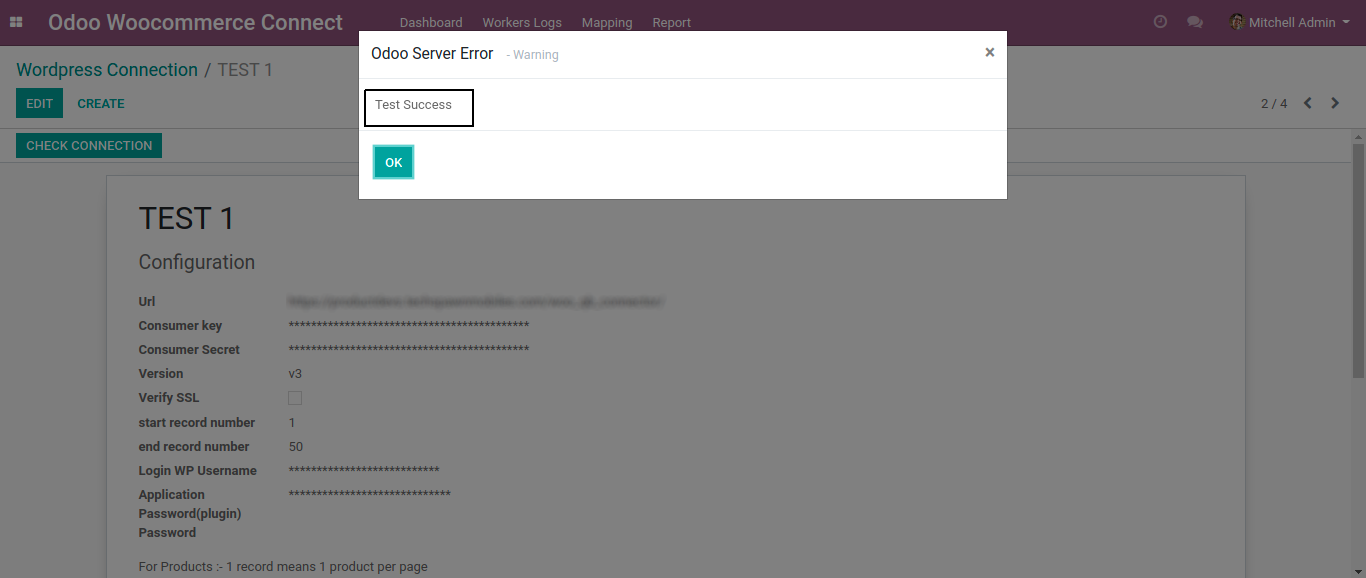 Odoo Woocommerce Connect Dashboard Workers Logs Mapping Report Mitchell Admin
Odoo Server Error - Warning ×
Wordpress Connection / TEST 1
Test Success
EDIT CREATE 2 / 4
CHECK CONNECTION
OK
TEST 1
Configuration
Url
Consumer key *******************************************
Consumer Secret *******************************************
Version v3
Verify SSL
start record number 1
end record number 50
Login WP Username ***************************
Application *****************************
Password(plugin)
Password
For Products :- 1 record means 1 product per page